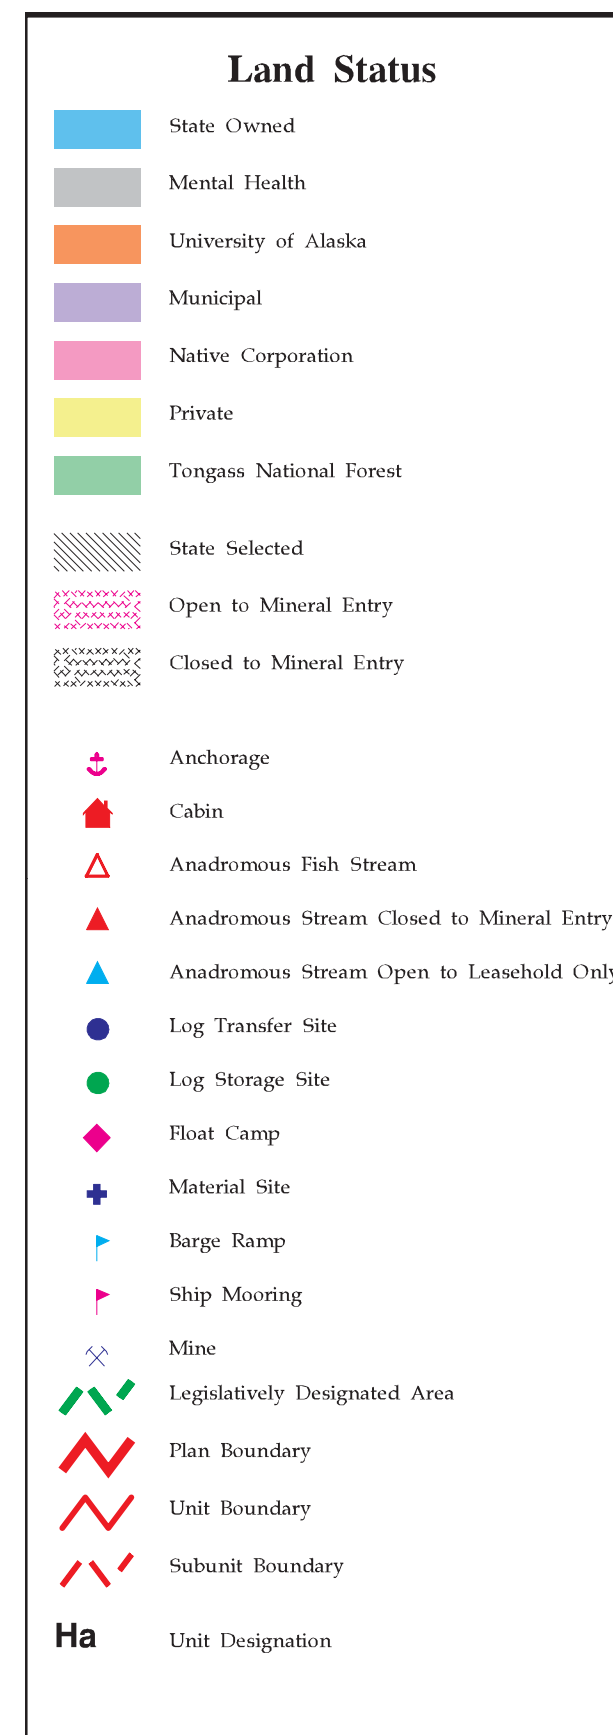 Land Status
State Owned
Mental Health
University of Alaska
Municipal
Native Corporation
Private
Tongass National Forest
State Selected
Open to Mineral Entry
Closed to Mineral Entry
Anchorage
Cabin
Anadromous Fish Stream
Anadromous Stream Closed to Mineral Entry
Anadromous Stream Open to Leasehold Only
Log Transfer Site
Log Storage Site
Float Camp
Material Site
Barge Ramp
Ship Mooring
Mine
Legislatively Designated Area
Plan Boundary
Unit Boundary
Subunit Boundary
Ha Unit Designation